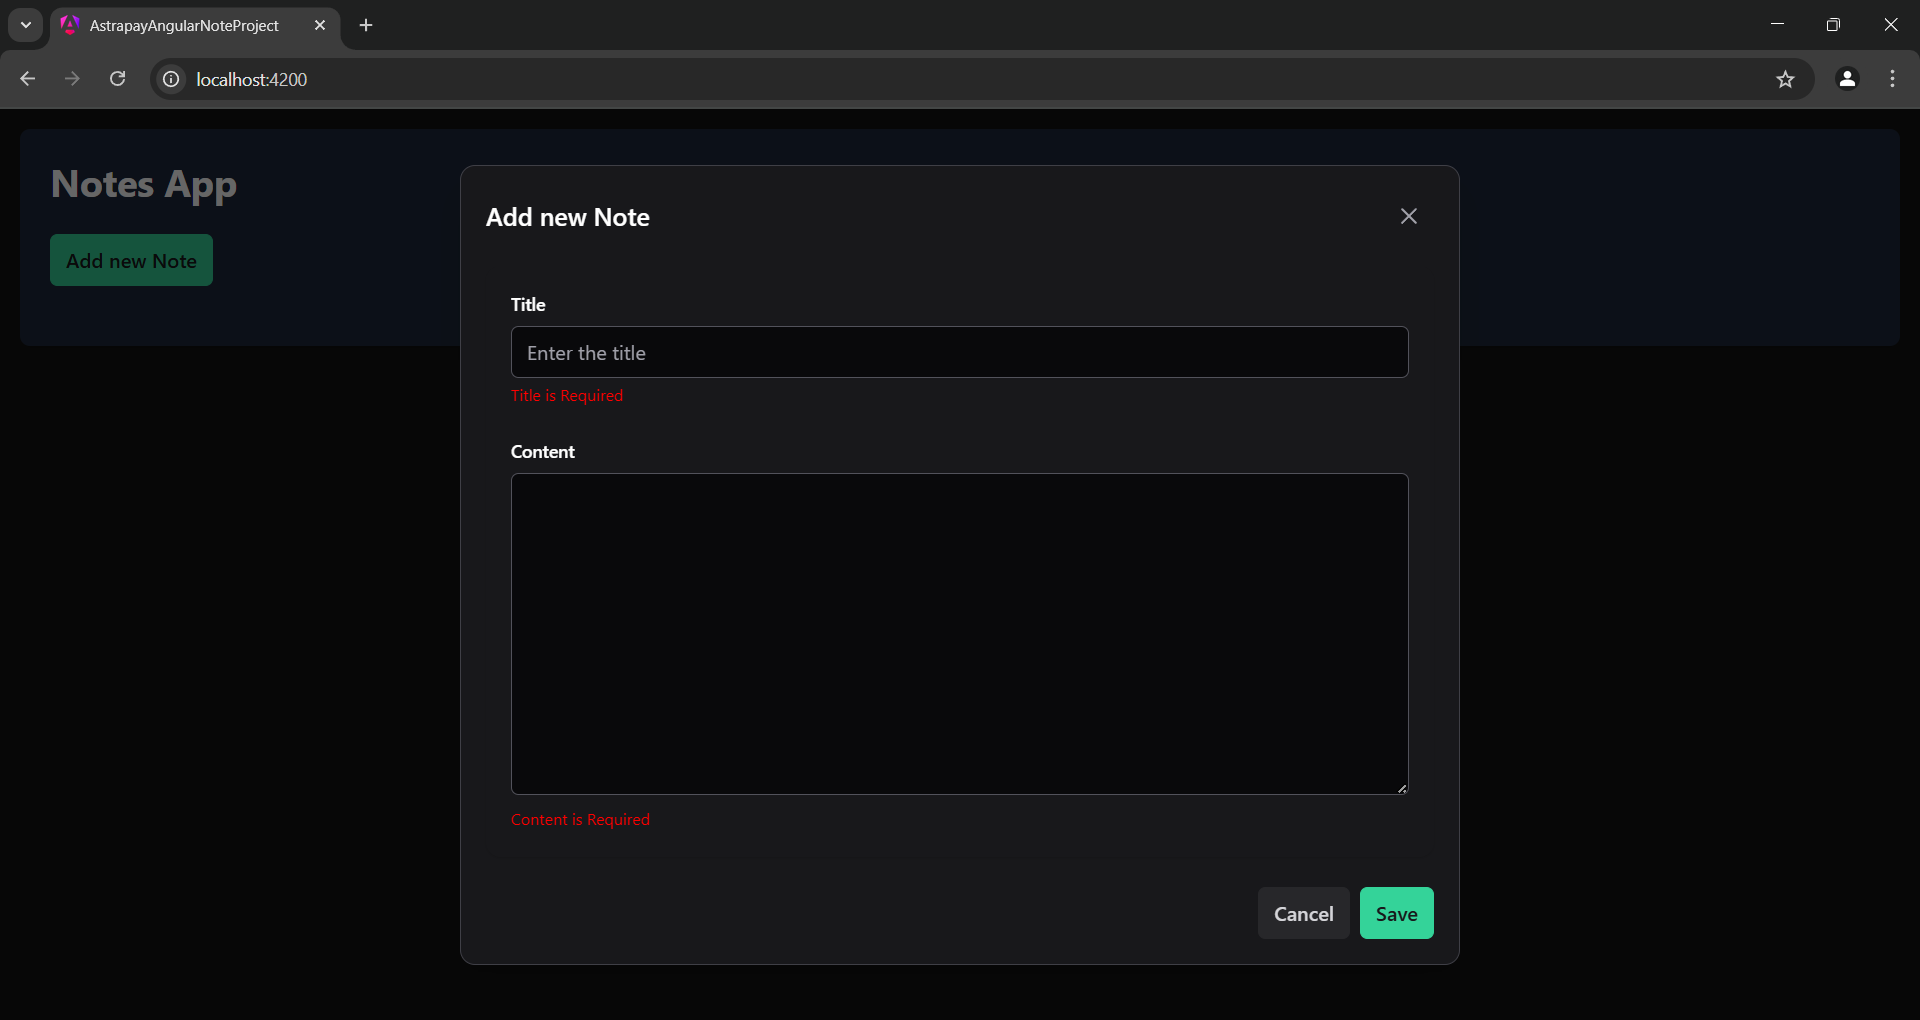 AstrapayAngularNoteProject
localhost:4200
Notes App
Add new Note
Add new Note
Title
Enter the title
Title is Required
Content
Content is Required
Cancel
Save